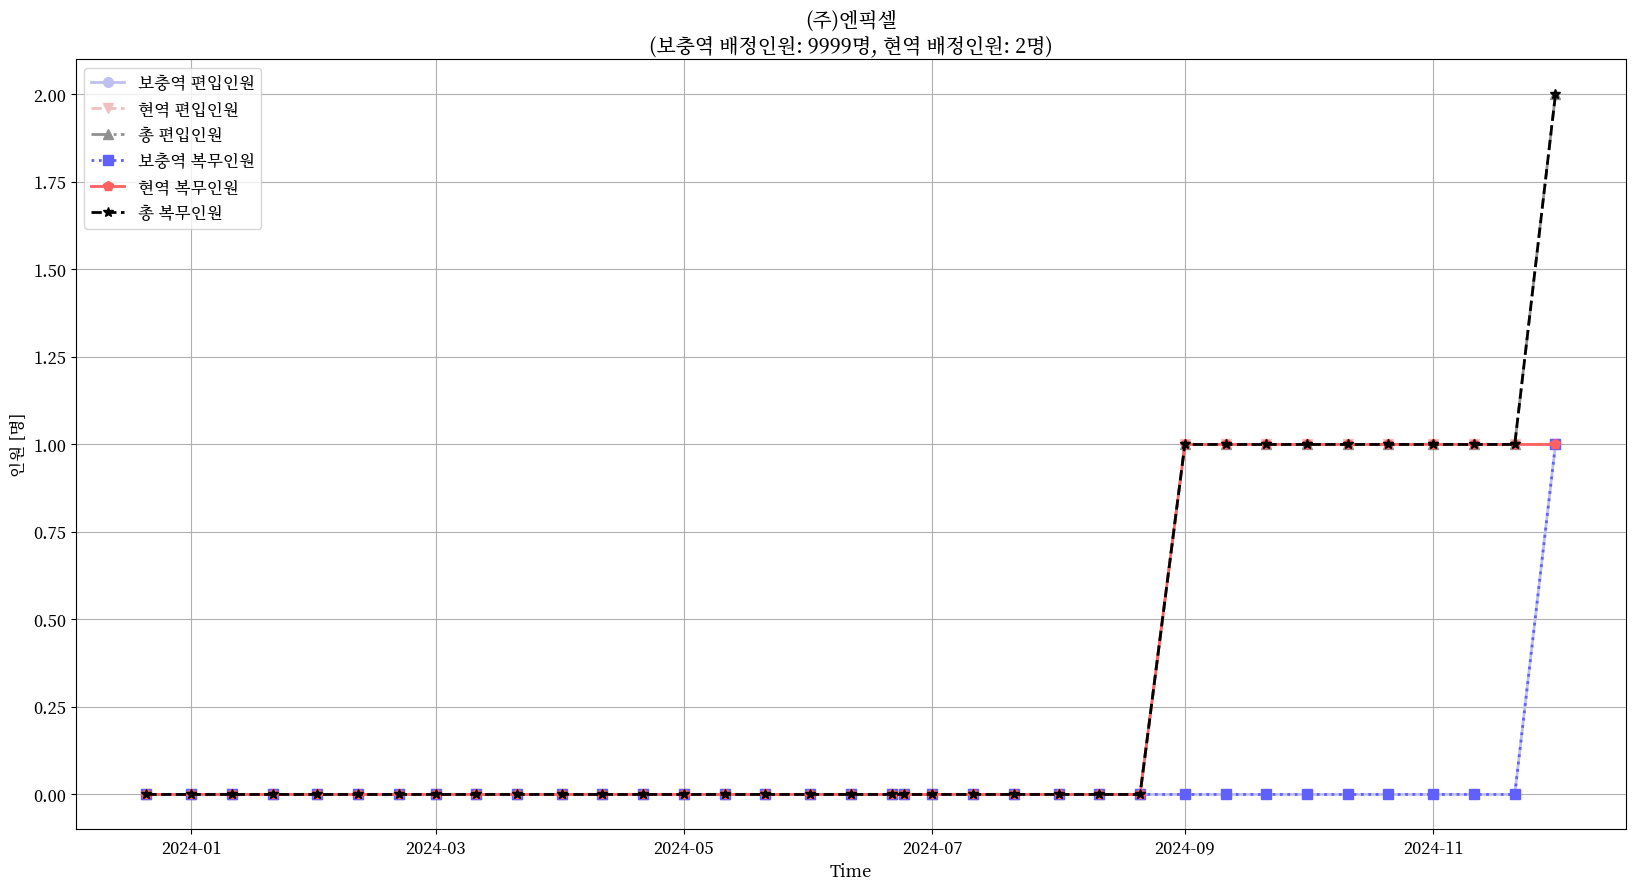 (주)엔픽셀
(보충역 배정인원: 9999명, 현역 배정인원: 2명)
보충역 편입인원
현역 편입인원
총 편입인원
보충역 복무인원
현역 복무인원
총 복무인원
2.00
1.75
1.50
1.25
1.00
0.75
0.50
0.25
0.00
인원 [명]
2024-01
2024-03
2024-05
2024-07
2024-09
2024-11
Time